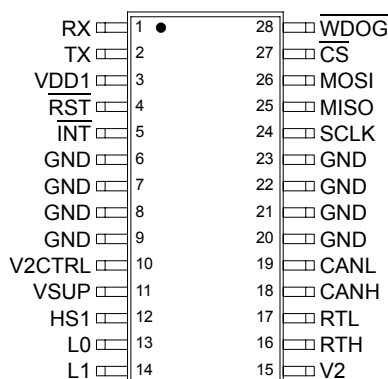 RX 1 28 WDOG
TX 2 27 CS
VDD1 3 26 MOSI
RST 4 25 MISO
INT 5 24 SCLK
GND 6 23 GND
GND 7 22 GND
GND 8 21 GND
GND 9 20 GND
V2CTRL 10 19 CANL
VSUP 11 18 CANH
HS1 12 17 RTL
L0 13 16 RTH
L1 14 15 V2